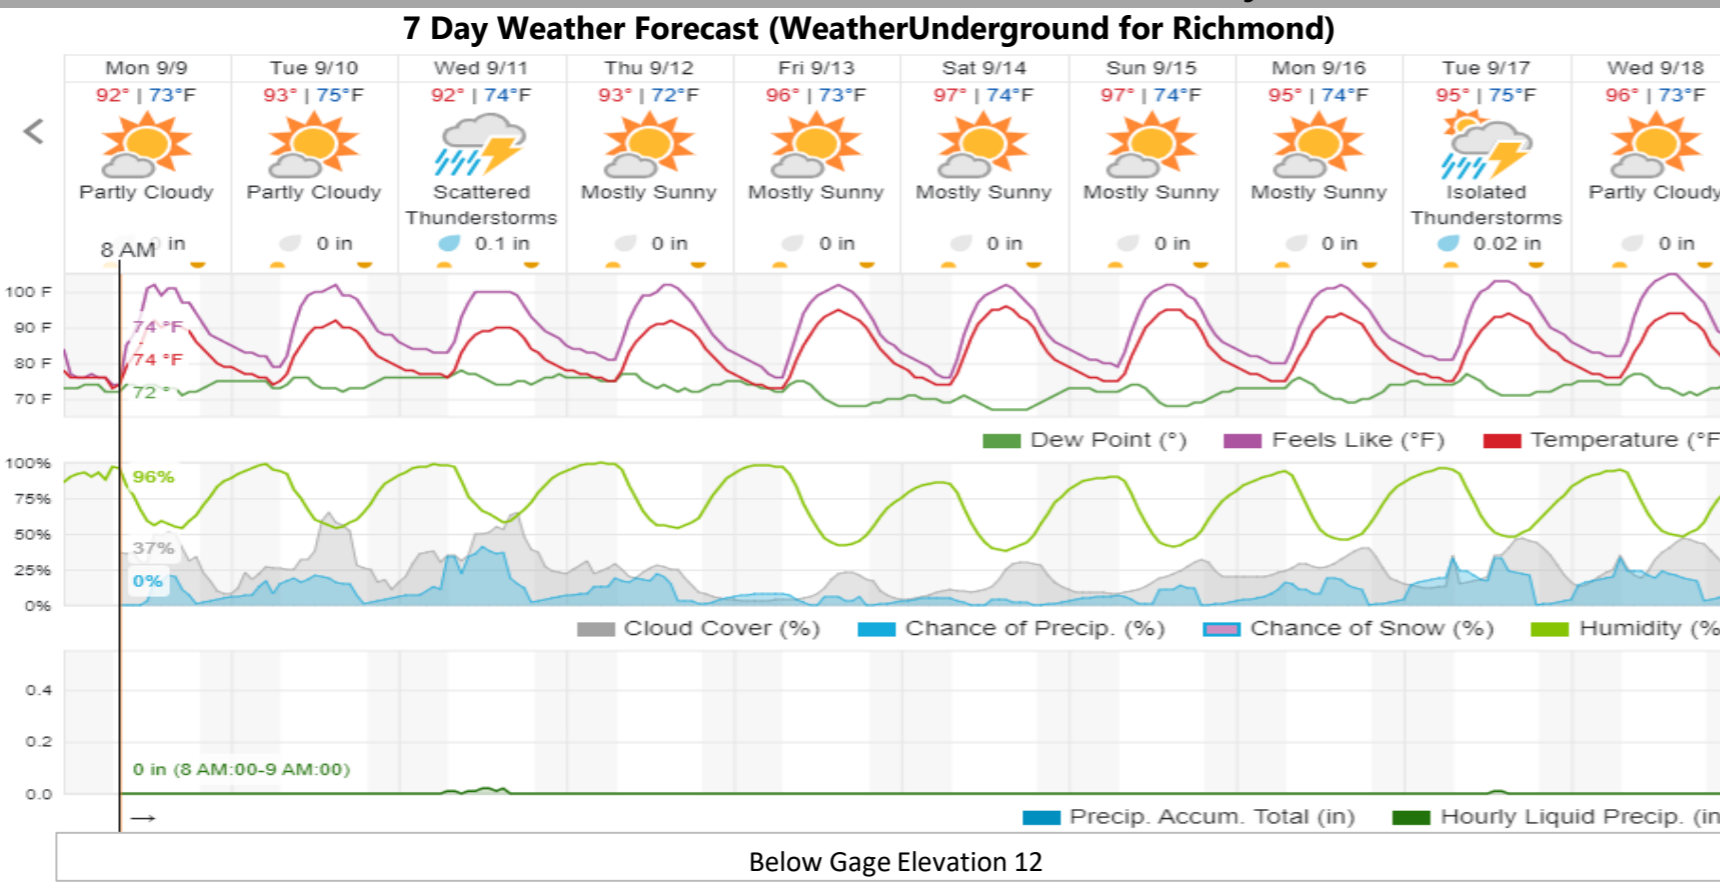 7 Day Weather Forecast (WeatherUnderground for Richmond)
Mon 9/9 Tue 9/10 Wed 9/11 Thu 9/12 Fri 9/13 Sat 9/14 Sun 9/15 Mon 9/16 Tue 9/17 Wed 9/18
92° | 73°F 93° | 75°F 92° | 74°F 93° | 72°F 96° | 73°F 97° | 74°F 97° | 74°F 95° | 74°F 95° | 75°F 96° | 73°F
<
Partly Cloudy Partly Cloudy Scattered Mostly Sunny Mostly Sunny Mostly Sunny Mostly Sunny Mostly Sunny Isolated Partly Cloudy
Thunderstorms Thunderstorms
8 AM 0 in 0 in 0.1 in 0 in 0 in 0 in 0 in 0 in 0.02 in 0 in
100 F
90 F
74 °F
80 F
74 °F
70 F
72 °
Dew Point (°) Feels Like (°F) Temperature (°F
100%
96%
75%
50%
37%
25%
0%
0%
Cloud Cover (%) Chance of Precip. (%) Chance of Snow (%) Humidity (%
0.4
0.2
0 in (8 AM:00-9 AM:00)
0.0
→
Precip. Accum. Total (in) Hourly Liquid Precip. (in
Below Gage Elevation 12